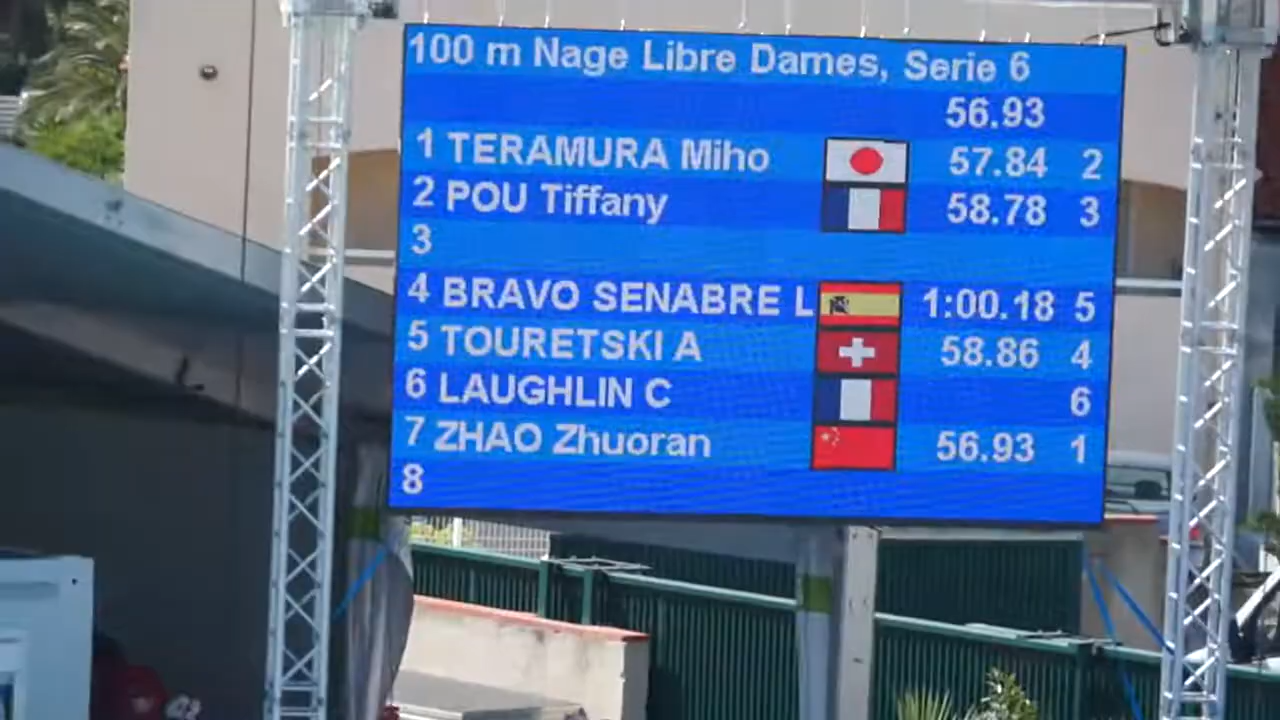 100 m Nage Libre Dames, Serie 6
56.93
1 TERAMURA Miho 57.84 2
2 POU Tiffany 58.78 3
3
4 BRAVO SENABRE L 1:00.18 5
5 TOURETSKI A 58.86 4
6 LAUGHLIN C 6
7 ZHAO Zhuoran 56.93 1
8